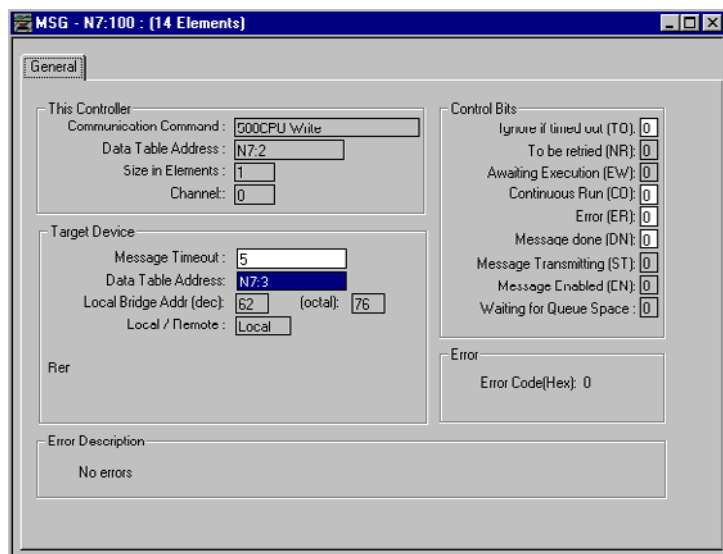 MSG - N7:100 : (14 Elements)
General
This Controller
Communication Command : 500CPU Write
Data Table Address : N7:2
Size in Elements : 1
Channel:: 0
Target Device
Message Timeout : 5
Data Table Address: N7:3
Local Bridge Addr (dec): 62 (octal): 76
Local / Remote : Local
Rer
Control Bits
Ignore if timed out (TO): 0
To be retried (NR): 0
Awaiting Execution (EW): 0
Continuous Run (CO): 0
Error (ER): 0
Message done (DN): 0
Message Transmitting (ST): 0
Message Enabled (EN): 0
Waiting for Queue Space : 0
Error
Error Code(Hex): 0
Error Description
No errors